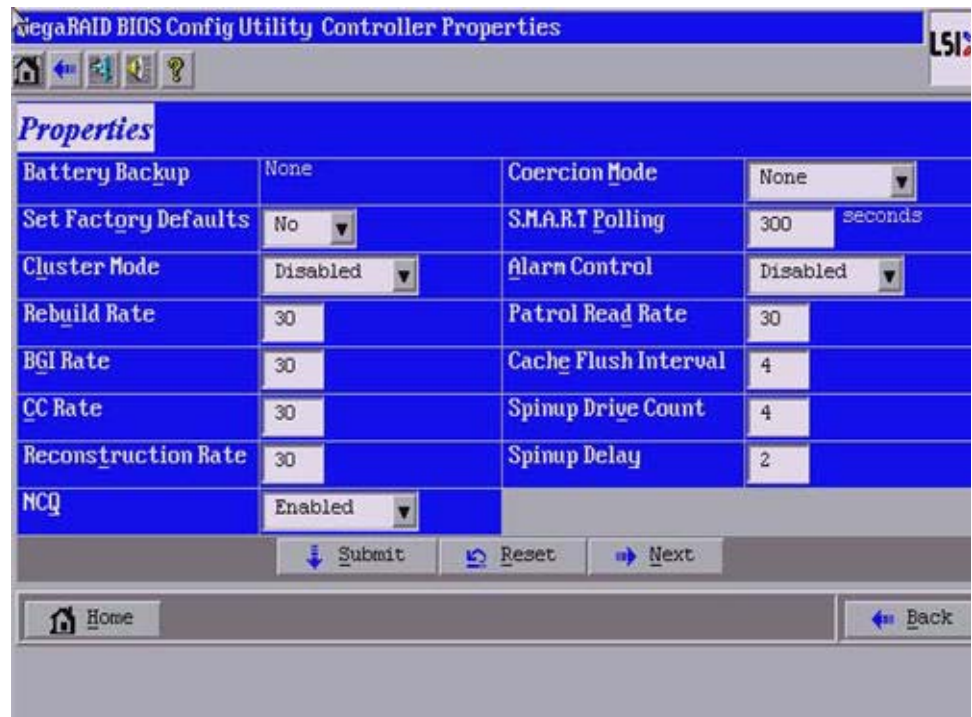 MegaRAID BIOS Config Utility Controller Properties
LSI
Properties
Battery Backup None Coercion Mode None
Set Factory Defaults No S.M.A.R.T Polling 300 seconds
Cluster Mode Disabled Alarm Control Disabled
Rebuild Rate 30 Patrol Read Rate 30
BGI Rate 30 Cache Flush Interval 4
CC Rate 30 Spinup Drive Count 4
Reconstruction Rate 30 Spinup Delay 2
NCQ Enabled
Submit Reset Next
Home Back